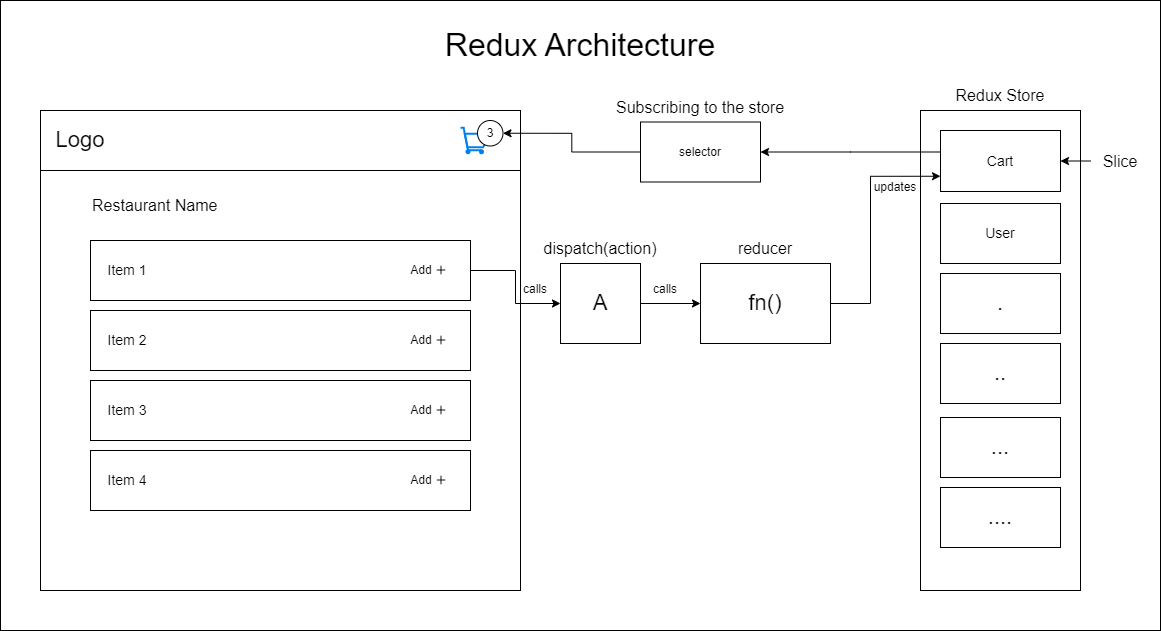 Redux Architecture
Logo
3
Subscribing to the store
selector
Redux Store
Cart
Slice
updates
Restaurant Name
Item 1 Add +
Item 2 Add +
Item 3 Add +
Item 4 Add +
calls
dispatch(action)
A
calls
reducer
fn()
User
.
..
...
....